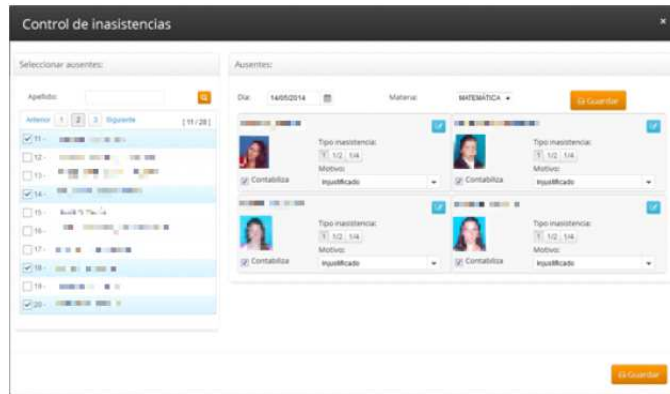 Control de inasistencias
×
Seleccionar ausentes:
Apellido:
Anterior 1 2 3 Siguiente [ 11 / 28 ]
11 -
12 -
13 -
14 -
15 -
16 -
17 -
18 -
19 -
20 -
Ausentes:
Dia: 14/05/2014 Materia: MATEMÁTICA Guardar
Tipo inasistencia:
1 1/2 1/4
Motivo:
Contabiliza Injustificado
Tipo inasistencia:
1 1/2 1/4
Motivo:
Contabiliza Injustificado
Tipo inasistencia:
1 1/2 1/4
Motivo:
Contabiliza Injustificado
Tipo inasistencia:
1 1/2 1/4
Motivo:
Contabiliza Injustificado
Guardar